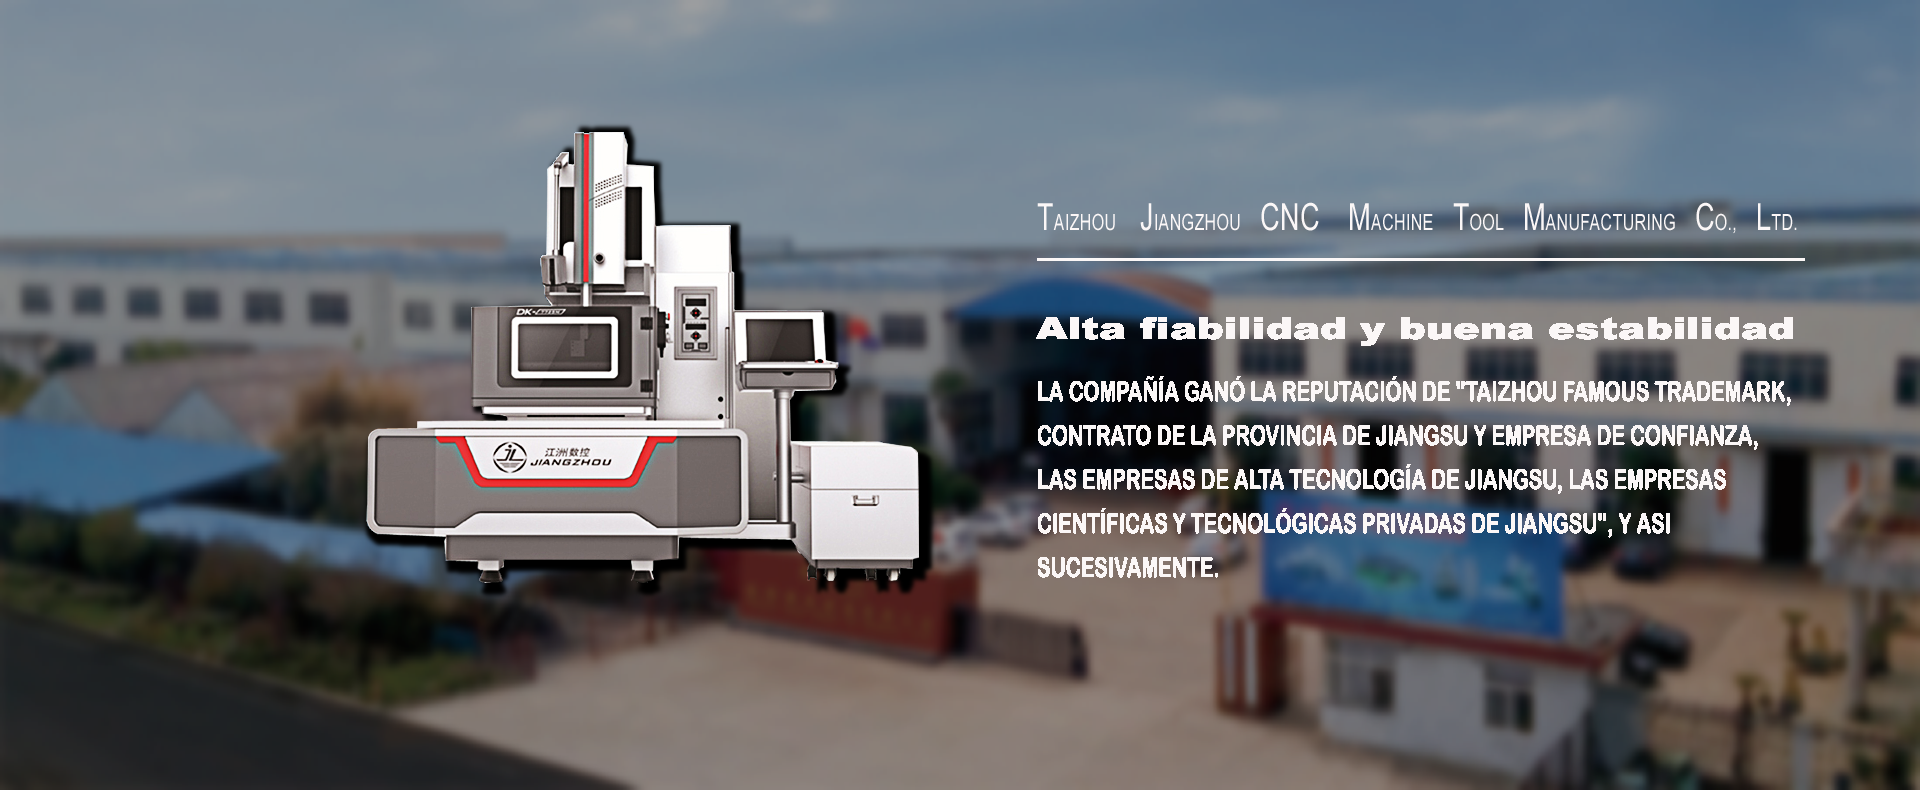 TAIZHOU JIANGZHOU CNC MACHINE TOOL MANUFACTURING CO., LTD.
Alta fiabilidad y buena estabilidad
LA COMPAÑÍA GANÓ LA REPUTACIÓN DE "TAIZHOU FAMOUS TRADEMARK,
CONTRATO DE LA PROVINCIA DE JIANGSU Y EMPRESA DE CONFIANZA,
LAS EMPRESAS DE ALTA TECNOLOGÍA DE JIANGSU, LAS EMPRESAS
CIENTÍFICAS Y TECNOLÓGICAS PRIVADAS DE JIANGSU", Y ASI
SUCESIVAMENTE.
DK-
江洲数控
JIANGZHOU